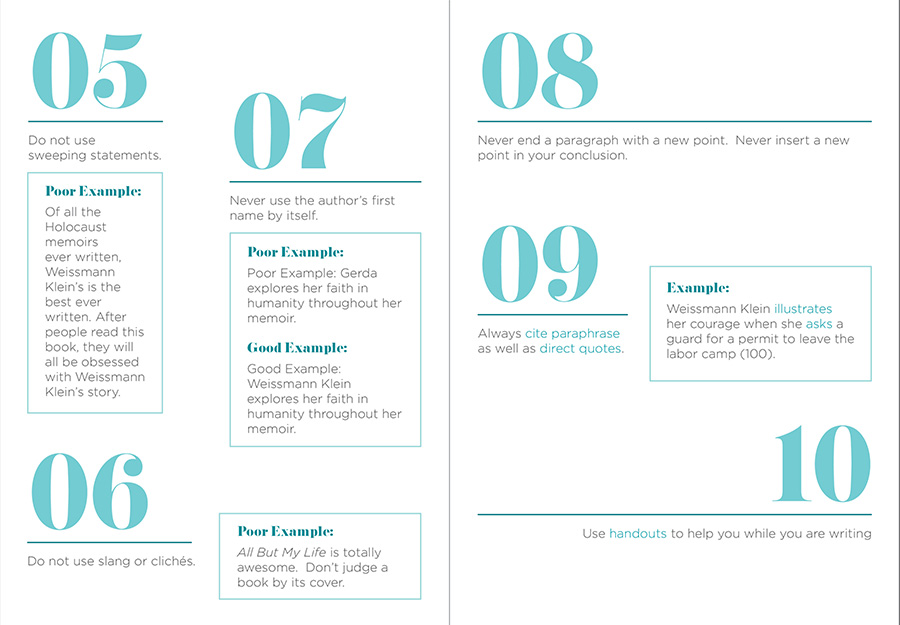 05
Do not use
sweeping statements.
Poor Example:
Of all the
Holocaust
memoirs
ever written,
Weissmann
Klein's is the
best ever
written. After
people read this
book, they will
all be obsessed
with Weissmann
Klein's story.
06
Do not use slang or clichés.
Poor Example:
All But My Life is totally
awesome.  Don't judge a
book by its cover.
07
Never use the author's first
name by itself.
Poor Example:
Poor Example: Gerda
explores her faith in
humanity throughout her
memoir.
Good Example:
Good Example:
Weissmann Klein
explores her faith in
humanity throughout her
memoir.
08
Never end a paragraph with a new point.  Never insert a new
point in your conclusion.
09
Always cite paraphrase
as well as direct quotes.
Example:
Weissmann Klein illustrates
her courage when she asks a
guard for a permit to leave the
labor camp (100).
10
Use handouts to help you while you are writing